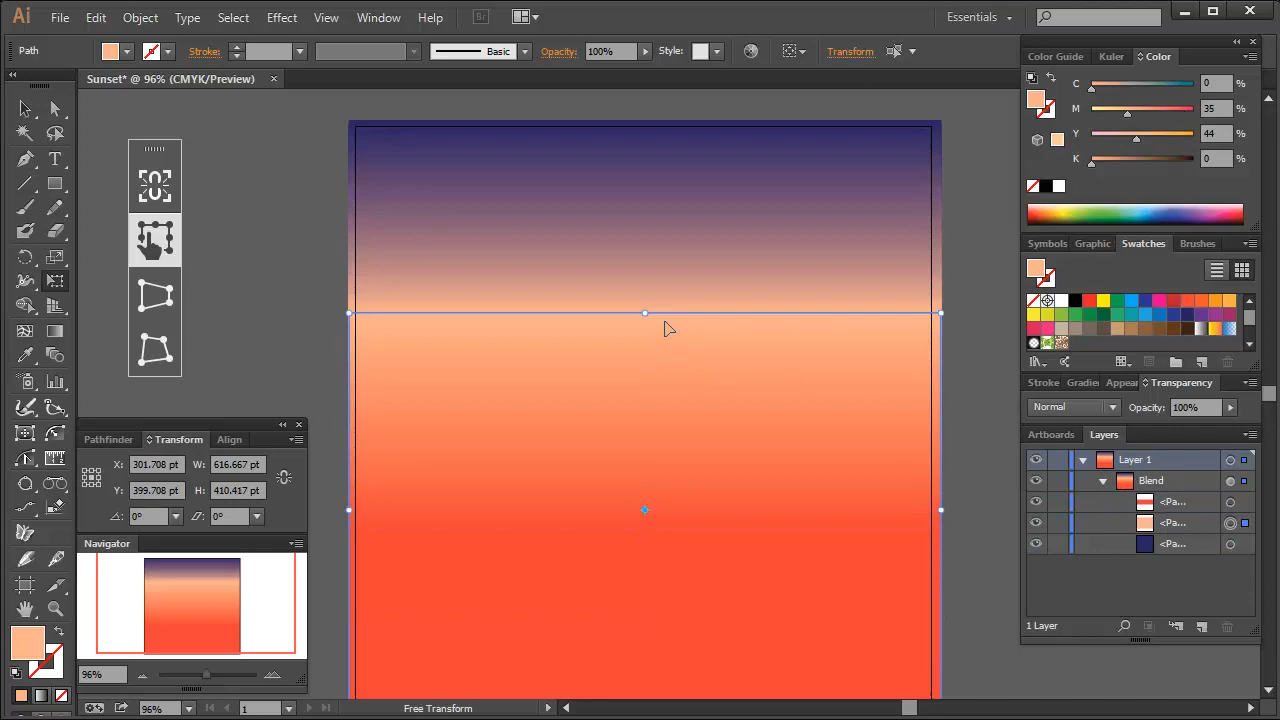 Ai File Edit Object Type Select Effect View Window Help Br Essentials
Path Stroke: Basic Opacity: 100% Style: Transform
Sunset* @ 96% (CMYK/Preview)
Color Guide Kuler Color
C 0 %
M 35 %
Y 44 %
K 0 %
Symbols Graphic Swatches Brushes
Stroke Gradien Appear Transparency
Normal Opacity: 100%
Artboards Layers
Layer 1
Blend
<Pa...
<Pa...
<Pa...
1 Layer
Pathfinder Transform Align
X: 301.708 pt W: 616.667 pt
Y: 399.708 pt H: 410.417 pt
0° 0°
Navigator
96%
96% 1 Free Transform